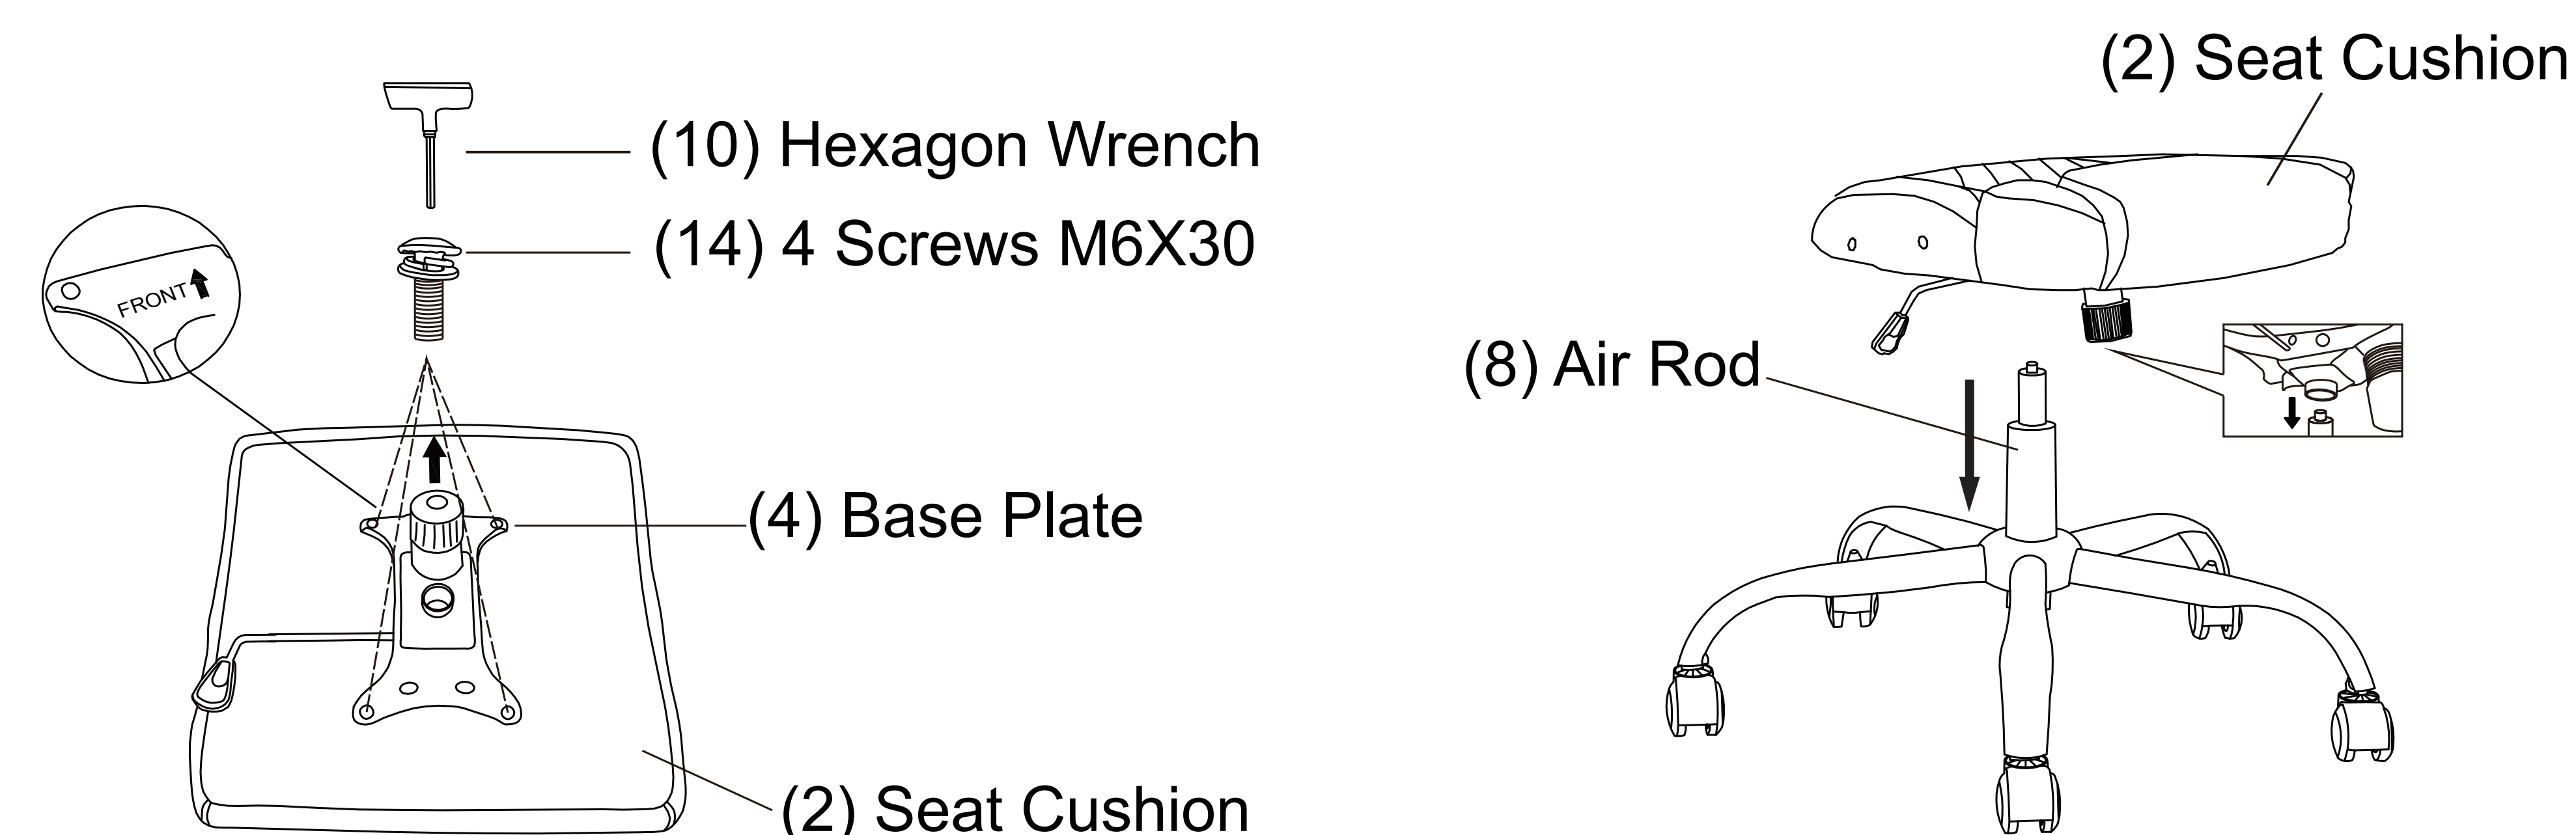 (10) Hexagon Wrench
(14) 4 Screws M6X30
FRONT
(4) Base Plate
(2) Seat Cushion
(2) Seat Cushion
(8) Air Rod